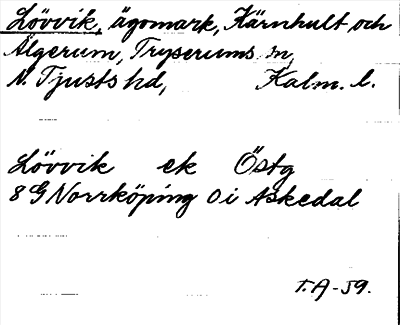 Lövvik, ägomark, Kärnhult och
Älgerum, Tryserums sn,
N. Tjusts hd, Kalm. l.
Lövvik ek Östg
8 G Norrköping 0 i Askedal
T.A-59.